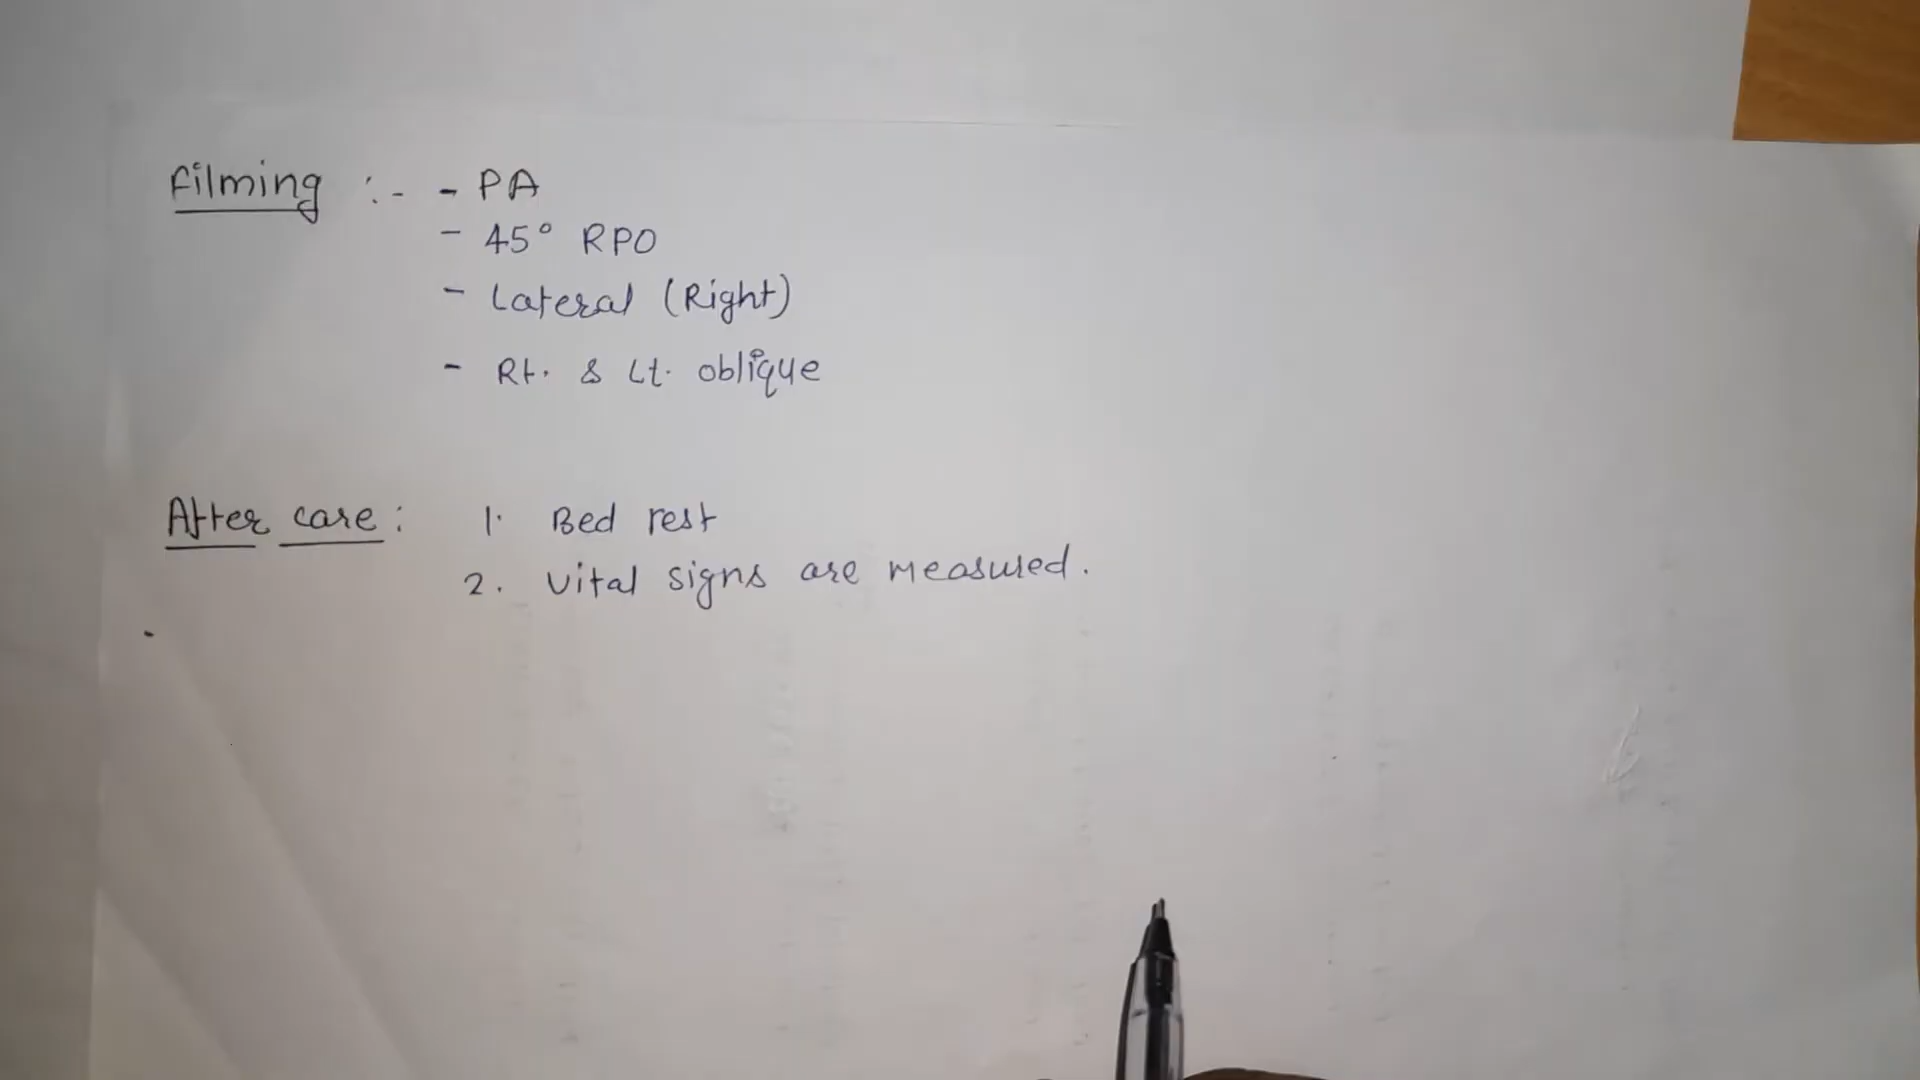 Filming :- - PA
- 45° RPO
- Lateral (Right)
- Rt. & Lt. oblique
After care : 1. Bed rest
2. Vital signs are measured.